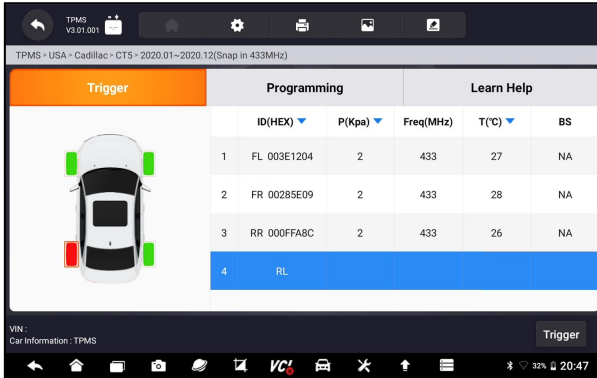 TPMS
V3.01.001
TPMS > USA > Cadillac > CT5 > 2020.01~2020.12(Snap in 433MHz)
Trigger Programming Learn Help
ID(HEX) P(Kpa) Freq(MHz) T(℃) BS
1 FL 003E1204 2 433 27 NA
2 FR 00285E09 2 433 28 NA
3 RR 000FFA8C 2 433 26 NA
4 RL
VIN :
Car Information : TPMS
Trigger
VCI 32% 20:47